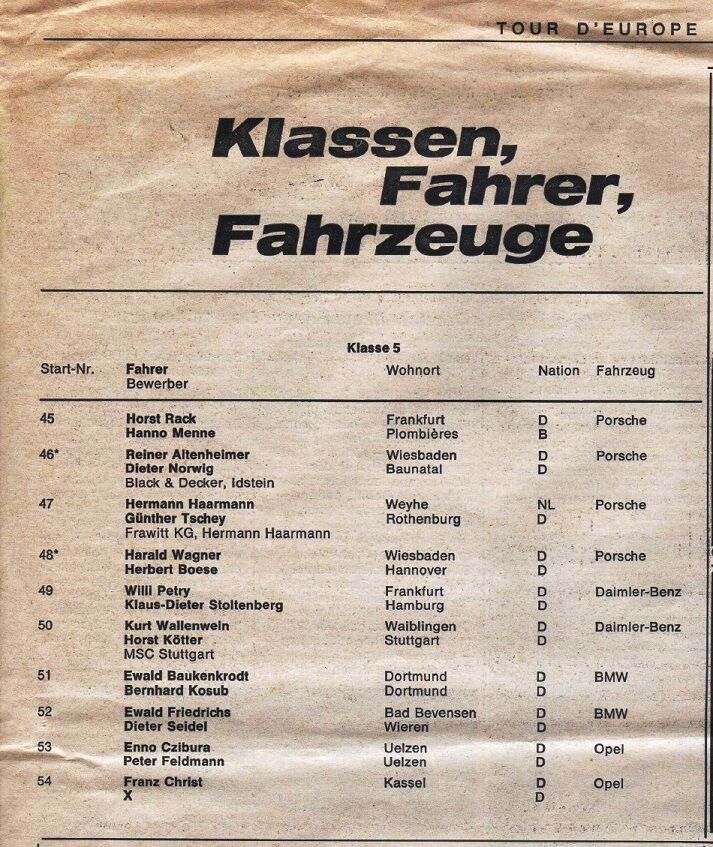 TOUR D'EUROPE
Klassen,
Fahrer,
Fahrzeuge
Klasse 5
Start-Nr. Fahrer Wohnort Nation Fahrzeug
Bewerber
45 Horst Rack Frankfurt D Porsche
Hanno Menne Plombières B
46* Reiner Altenheimer Wiesbaden D Porsche
Dieter Norwig Baunatal D
Black & Decker, Idstein
47 Hermann Haarmann Weyhe NL Porsche
Günther Tschey Rothenburg D
Frawitt KG, Hermann Haarmann
48* Harald Wagner Wiesbaden D Porsche
Herbert Boese Hannover D
49 Willi Petry Frankfurt D Daimler-Benz
Klaus-Dieter Stoltenberg Hamburg D
50 Kurt Wallenwein Waiblingen D Daimler-Benz
Horst Kötter Stuttgart D
MSC Stuttgart
51 Ewald Baukenkrodt Dortmund D BMW
Bernhard Kosub Dortmund D
52 Ewald Friedrichs Bad Bevensen D BMW
Dieter Seidel Wieren D
53 Enno Czibura Uelzen D Opel
Peter Feldmann Uelzen D
54 Franz Christ Kassel D Opel
X D